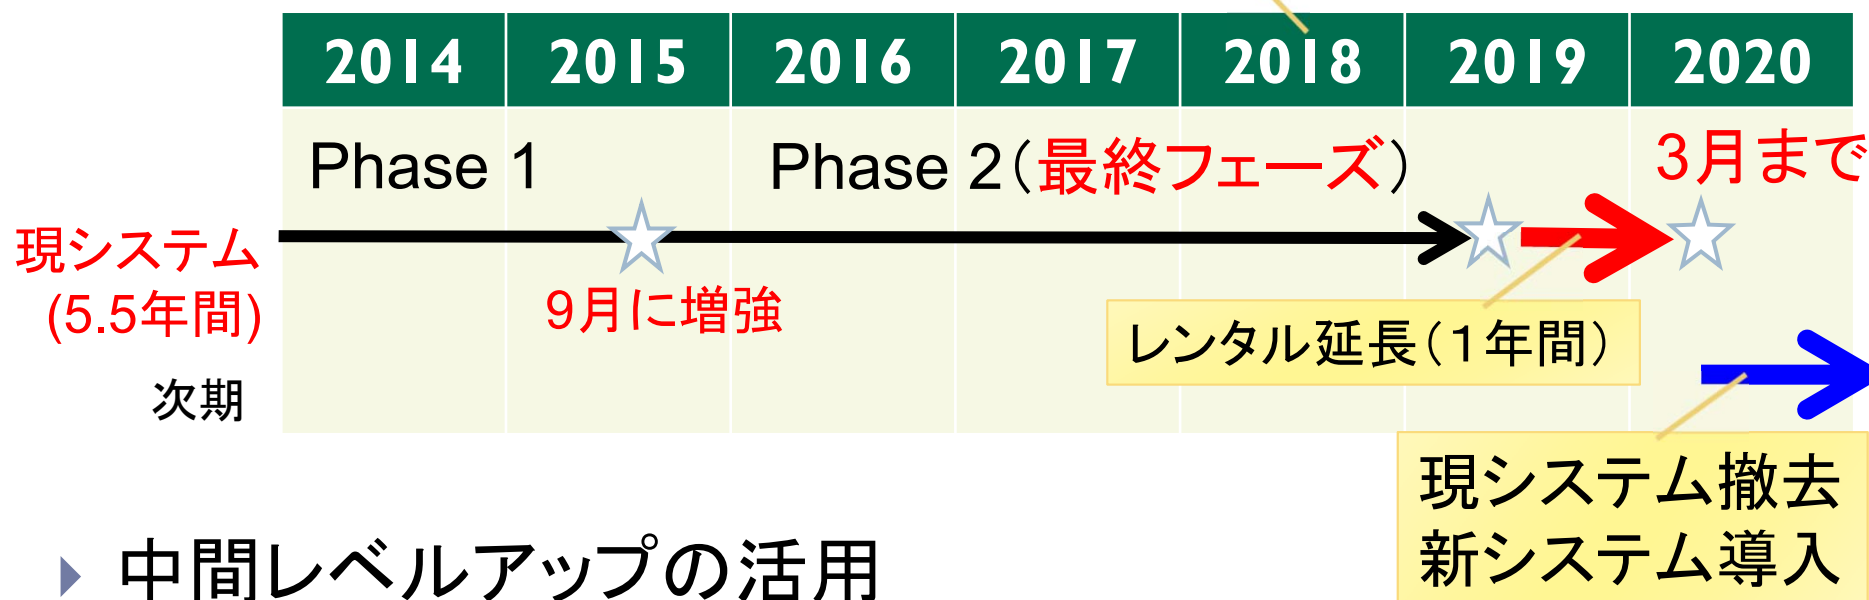 2014 2015 2016 2017 2018 2019 2020
Phase 1 Phase 2(最終フェーズ) 3月まで
現システム
(5.5年間)
9月に増強
レンタル延長(1年間)
次期
現システム撤去
新システム導入
中間レベルアップの活用